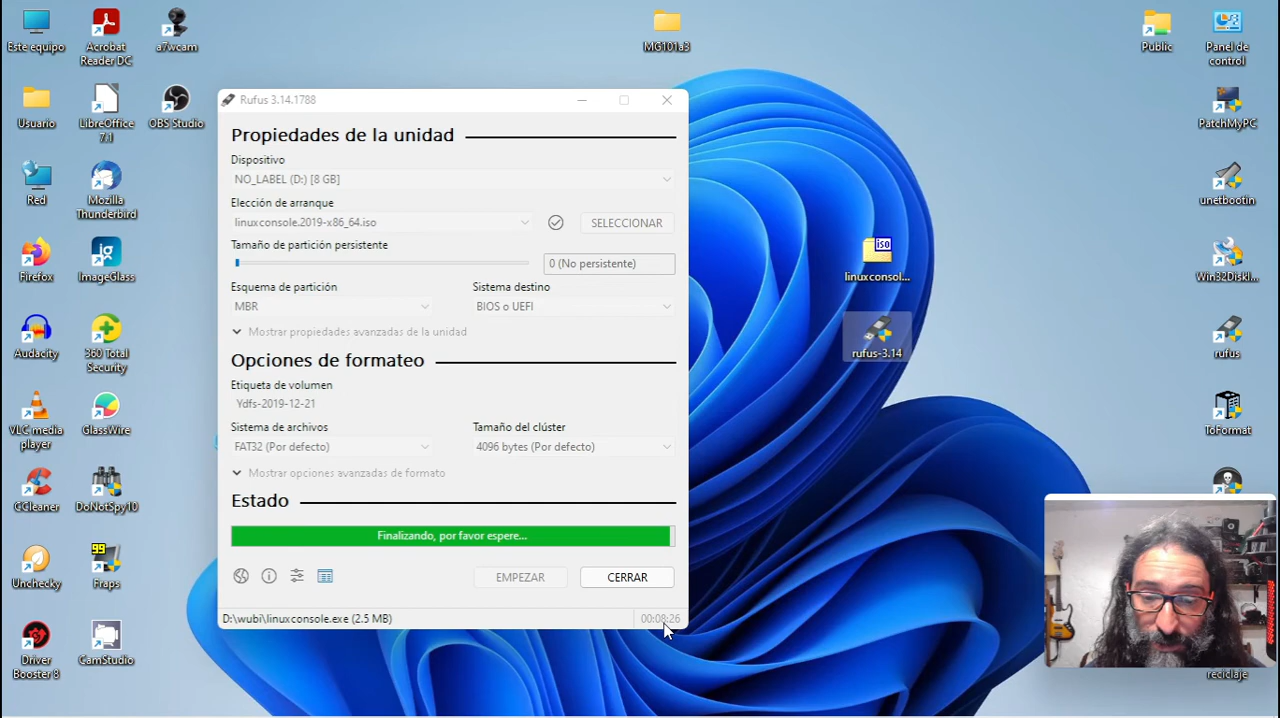 Este equipo
Acrobat
Reader DC
a7wcam
MG101a3
Public
Panel de
control
Usuario
LibreOffice
7.1
OBS Studio
PatchMyPC
Red
Mozilla
Thunderbird
unetbootin
Firefox
ImageGlass
iso
linuxconsol...
Win32DiskI...
Audacity
360 Total
Security
rufus-3.14
rufus
VLC media
player
GlassWire
ToFormat
CCleaner
DoNotSpy10
Unchecky
99
Fraps
Driver
Booster 8
CamStudio
reciclaje
Rufus 3.14.1788
Propiedades de la unidad
Dispositivo
NO_LABEL (D:) [8 GB]
Elección de arranque
linuxconsole.2019-x86_64.iso
SELECCIONAR
Tamaño de partición persistente
0 (No persistente)
Esquema de partición
Sistema destino
MBR
BIOS o UEFI
Mostrar propiedades avanzadas de la unidad
Opciones de formateo
Etiqueta de volumen
Ydfs-2019-12-21
Sistema de archivos
Tamaño del clúster
FAT32 (Por defecto)
4096 bytes (Por defecto)
Mostrar opciones avanzadas de formato
Estado
Finalizando, por favor espere...
EMPEZAR
CERRAR
D:\wubi\linuxconsole.exe (2.5 MB)
00:08:26